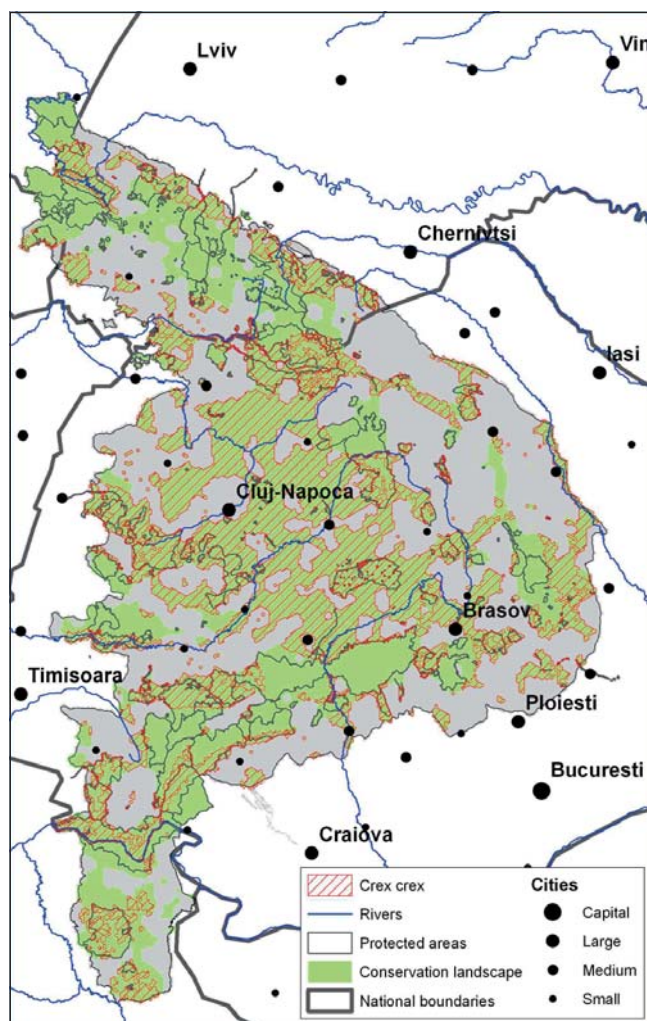 Lviv
Vin
Chernivtsi
Iasi
Cluj-Napoca
Brasov
Timisoara
Ploiesti
Bucuresti
Craiova
Crex crex
Rivers
Protected areas
Conservation landscape
National boundaries
Cities
Capital
Large
Medium
Small